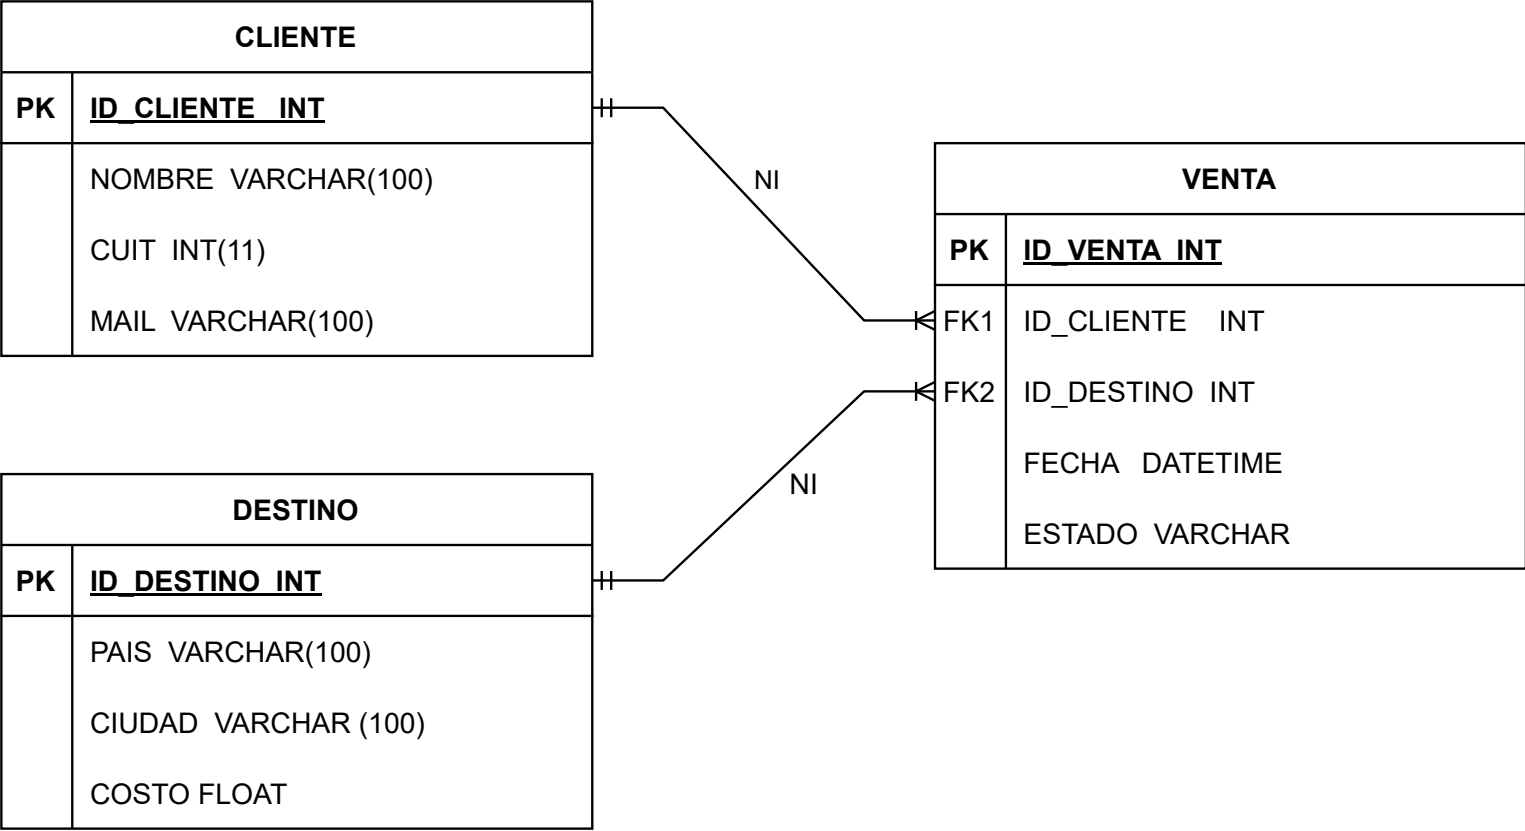 CLIENTE
PK ID_CLIENTE INT
NOMBRE VARCHAR(100)
CUIT INT(11)
MAIL VARCHAR(100)
NI
VENTA
PK ID_VENTA INT
FK1 ID_CLIENTE INT
FK2 ID_DESTINO INT
FECHA DATETIME
ESTADO VARCHAR
NI
DESTINO
PK ID_DESTINO INT
PAIS VARCHAR(100)
CIUDAD VARCHAR (100)
COSTO FLOAT